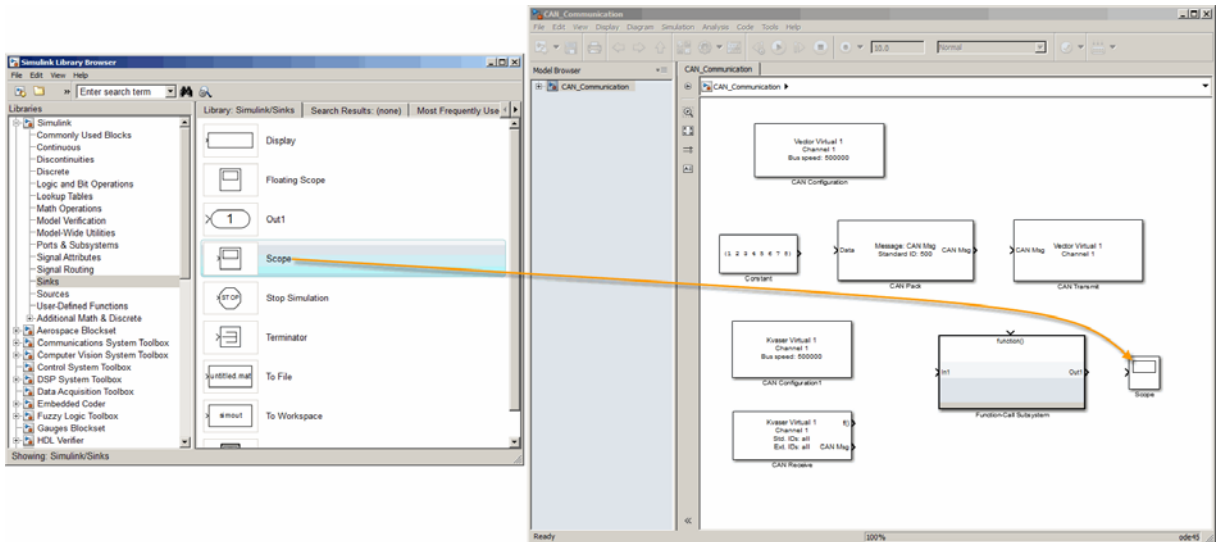 Simulink Library Browser
File Edit View Help
» Enter search term
Libraries
Simulink
Commonly Used Blocks
Continuous
Discontinuities
Discrete
Logic and Bit Operations
Lookup Tables
Math Operations
Model Verification
Model-Wide Utilities
Ports & Subsystems
Signal Attributes
Signal Routing
Sinks
Sources
User-Defined Functions
Additional Math & Discrete
Aerospace Blockset
Communications System Toolbox
Computer Vision System Toolbox
Control System Toolbox
DSP System Toolbox
Data Acquisition Toolbox
Embedded Coder
Fuzzy Logic Toolbox
Gauges Blockset
HDL Verifier
Showing: Simulink/Sinks
Library: Simulink/Sinks Search Results: (none) Most Frequently Use
Display
Floating Scope
1 Out1
Scope
STOP Stop Simulation
Terminator
untitled.mat To File
simout To Workspace
CAN_Communication
File Edit View Display Diagram Simulation Analysis Code Tools Help
10.0 Normal
Model Browser
CAN_Communication
CAN_Communication
CAN_Communication
Vector Virtual 1
Channel 1
Bus speed: 500000
CAN Configuration
(1 2 3 4 5 6 7 8)
Constant
Data Message: CAN Msg CAN Msg
Standard ID: 500
CAN Pack
CAN Msg Vector Virtual 1
Channel 1
CAN Transmit
Kvaser Virtual 1
Channel 1
Bus speed: 500000
CAN Configuration1
function()
In1 Out1
Function-Call Subsystem
Scope
Kvaser Virtual 1 f()
Channel 1
Std. IDs: all
Ext. IDs: all CAN Msg
CAN Receive
Ready 100% ode45